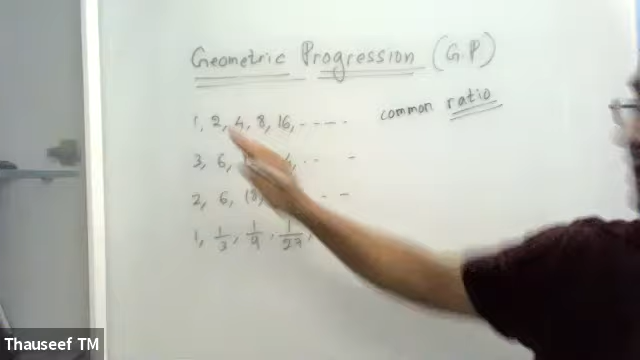 Geometric Progression (G.P)
common ratio
1, 2, 4, 8, 16, - - - -
3, 6,
2, 6, 18,
1, 1/3, 1/9, 1/27,
Thauseef TM